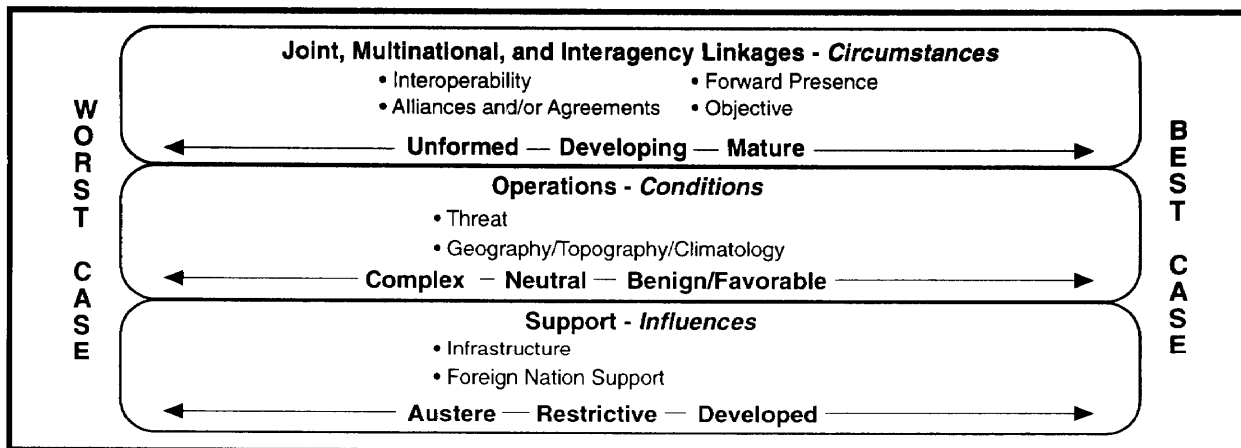 WORST CASE
Joint, Multinational, and Interagency Linkages - Circumstances
• Interoperability • Forward Presence
• Alliances and/or Agreements • Objective
Unformed — Developing — Mature
Operations - Conditions
• Threat
• Geography/Topography/Climatology
Complex – Neutral – Benign/Favorable
Support - Influences
• Infrastructure
• Foreign Nation Support
Austere — Restrictive – Developed
BEST CASE